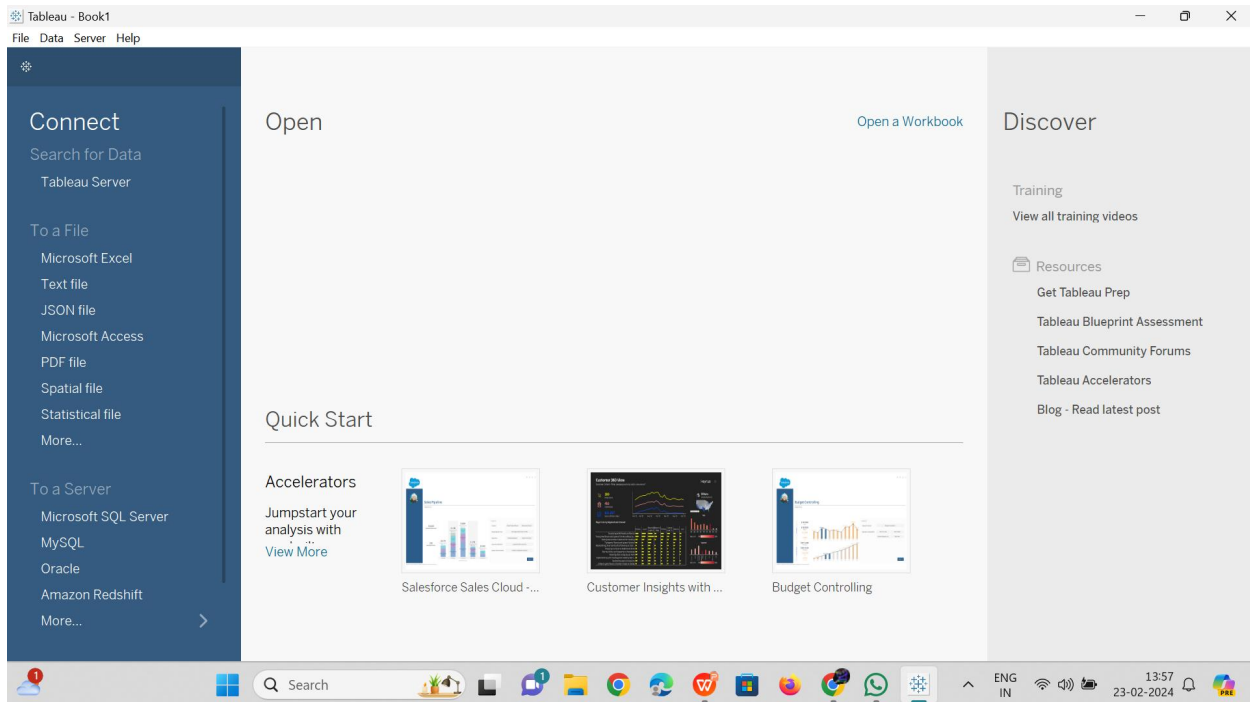 Tableau - Book1
File Data Server Help
Connect
Search for Data
Tableau Server
To a File
Microsoft Excel
Text file
JSON file
Microsoft Access
PDF file
Spatial file
Statistical file
More...
To a Server
Microsoft SQL Server
MySQL
Oracle
Amazon Redshift
More...
Open
Open a Workbook
Quick Start
Accelerators
Jumpstart your
analysis with
View More
Salesforce Sales Cloud -...
Customer Insights with ...
Budget Controlling
Discover
Training
View all training videos
Resources
Get Tableau Prep
Tableau Blueprint Assessment
Tableau Community Forums
Tableau Accelerators
Blog - Read latest post
1
Search
1
ENG
IN
13:57
23-02-2024
PRE